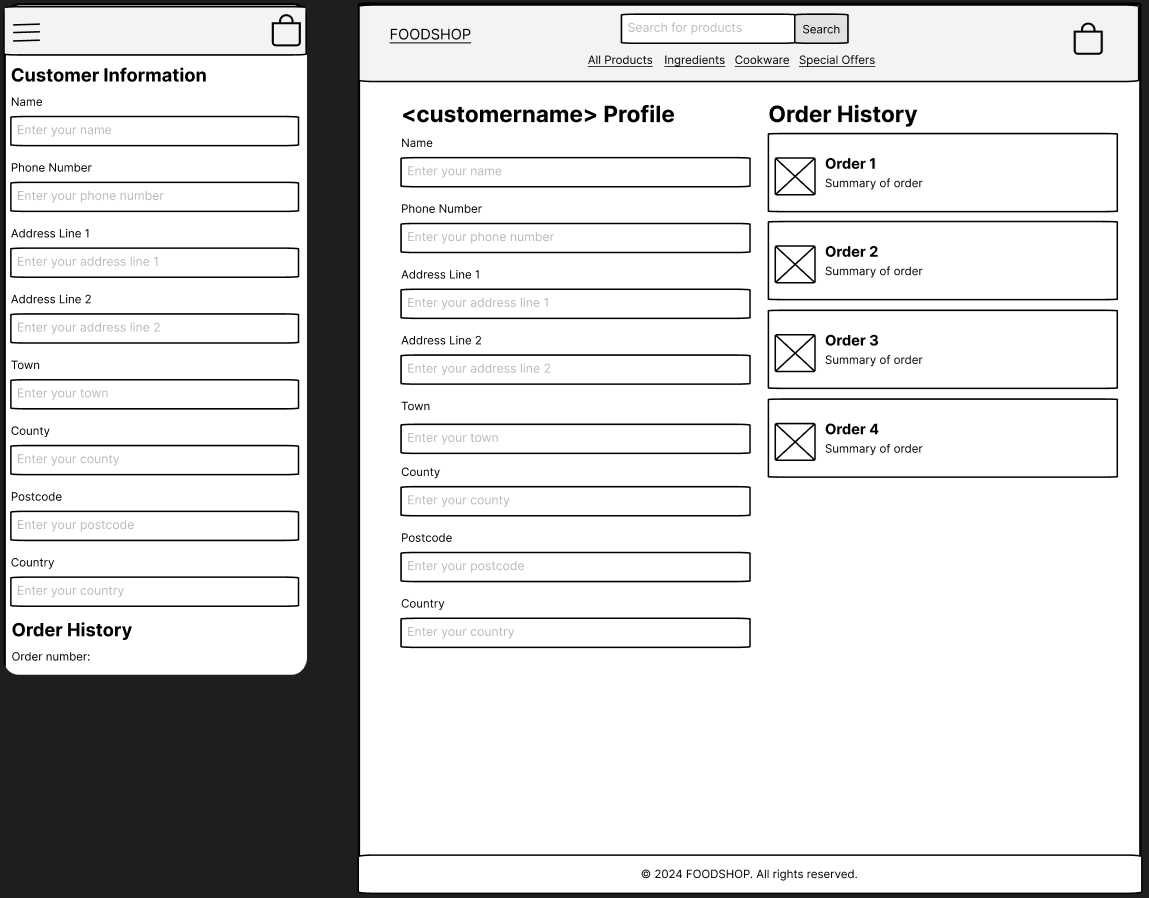 Customer Information
Name
Enter your name
Phone Number
Enter your phone number
Address Line 1
Enter your address line 1
Address Line 2
Enter your address line 2
Town
Enter your town
County
Enter your county
Postcode
Enter your postcode
Country
Enter your country
Order History
Order number:
FOODSHOP
Search for products
Search
All Products Ingredients Cookware Special Offers
<customername> Profile
Name
Enter your name
Phone Number
Enter your phone number
Address Line 1
Enter your address line 1
Address Line 2
Enter your address line 2
Town
Enter your town
County
Enter your county
Postcode
Enter your postcode
Country
Enter your country
Order History
Order 1
Summary of order
Order 2
Summary of order
Order 3
Summary of order
Order 4
Summary of order
© 2024 FOODSHOP. All rights reserved.